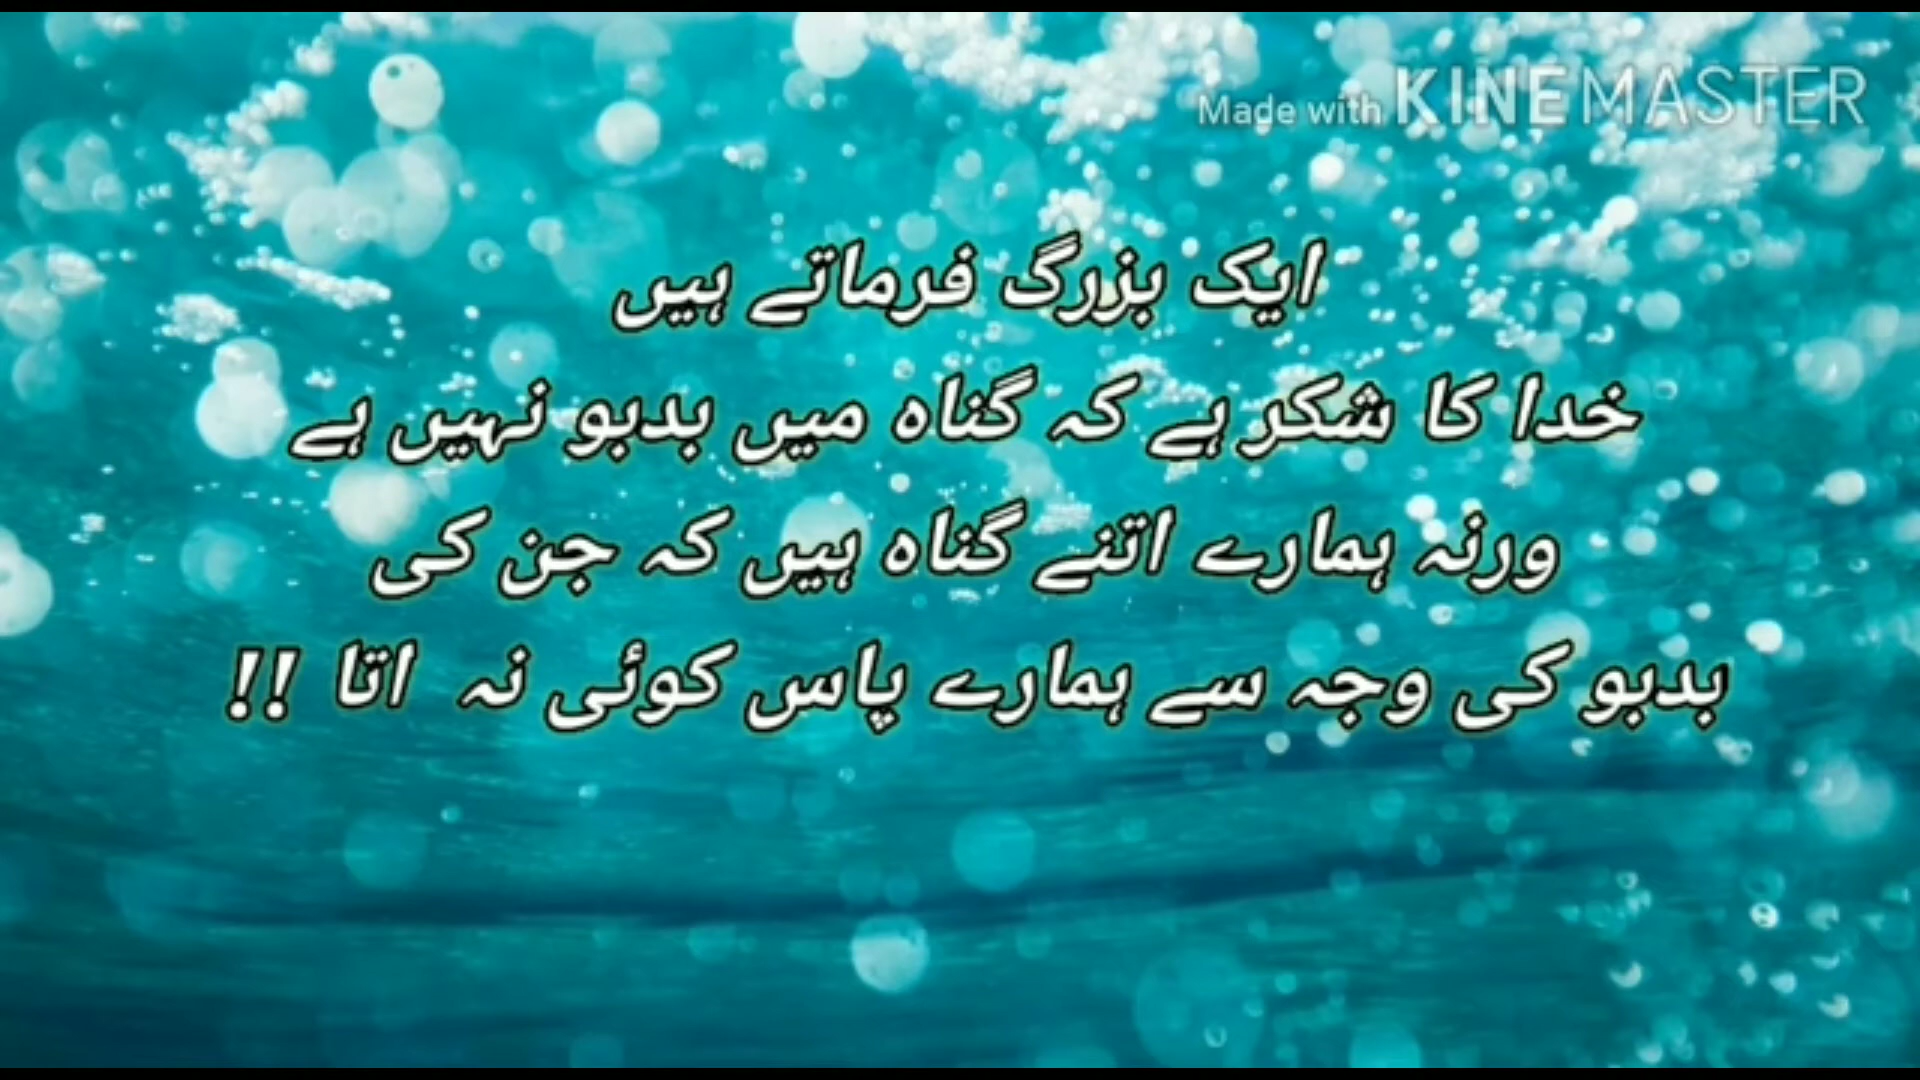 Made with KINEMASTER
ایک بزرگ فرماتے ہیں
خدا کا شکر ہے کہ گناہ میں بدبو نہیں ہے
ورنہ ہمارے اتنے گناہ ہیں کہ جن کی
بدبو کی وجہ سے ہمارے پاس کوئی نہ اتا !!